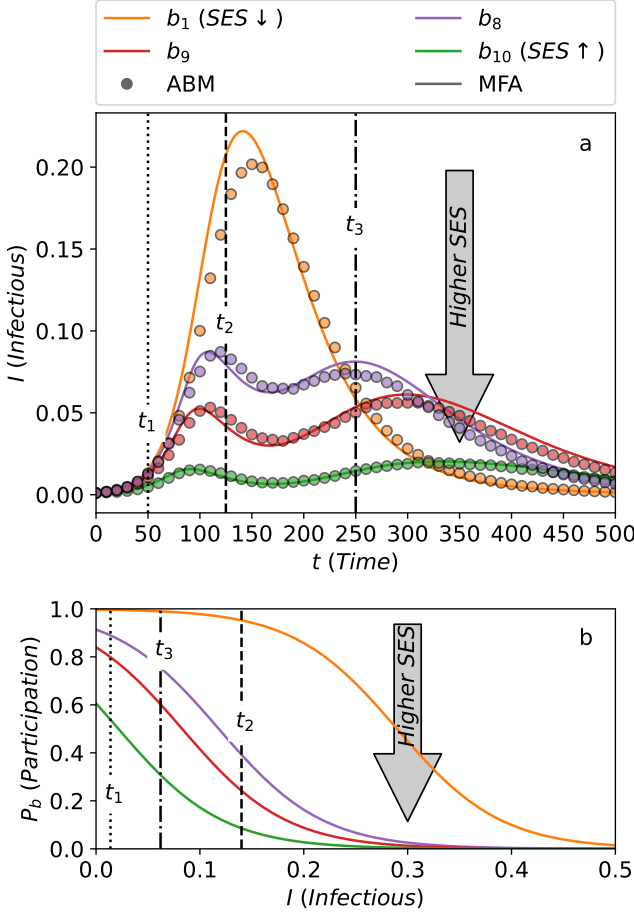 b₁ (SES ↓)
b₈
b₉
b₁₀ (SES ↑)
ABM
MFA
a
0.20
0.15
0.10
0.05
0.00
I (Infectious)
t₁
t₂
t₃
Higher SES
0 50 100 150 200 250 300 350 400 450 500
t (Time)
b
1.0
0.8
0.6
0.4
0.2
0.0
P_b (Participation)
t₁
t₃
t₂
Higher SES
0.0 0.1 0.2 0.3 0.4 0.5
I (Infectious)